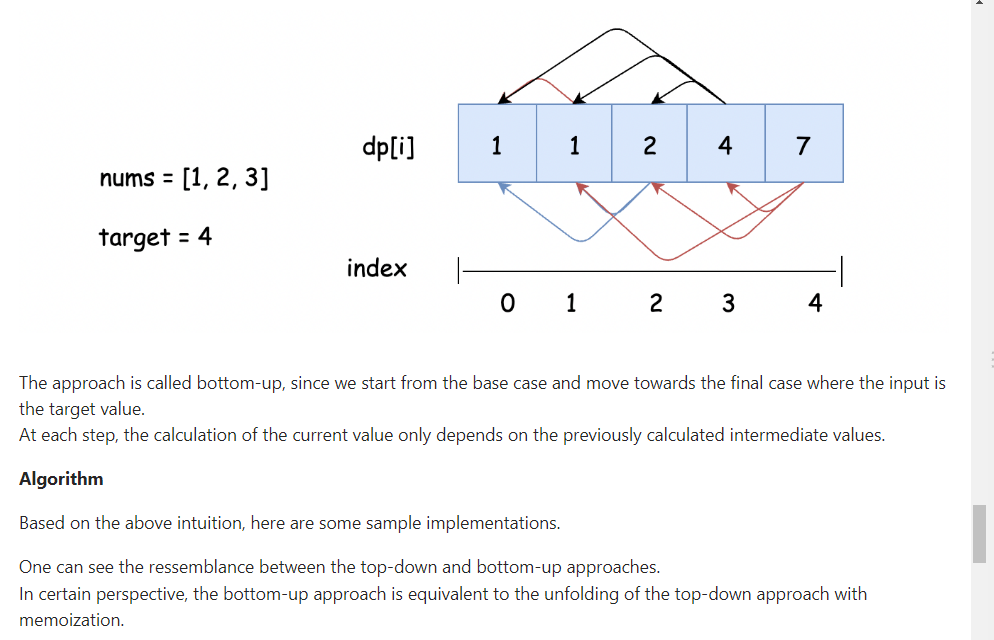 dp[i] 1 1 2 4 7
nums = [1, 2, 3]
target = 4
index
0 1 2 3 4
The approach is called bottom-up, since we start from the base case and move towards the final case where the input is
the target value.
At each step, the calculation of the current value only depends on the previously calculated intermediate values.
Algorithm
Based on the above intuition, here are some sample implementations.
One can see the ressemblance between the top-down and bottom-up approaches.
In certain perspective, the bottom-up approach is equivalent to the unfolding of the top-down approach with
memoization.